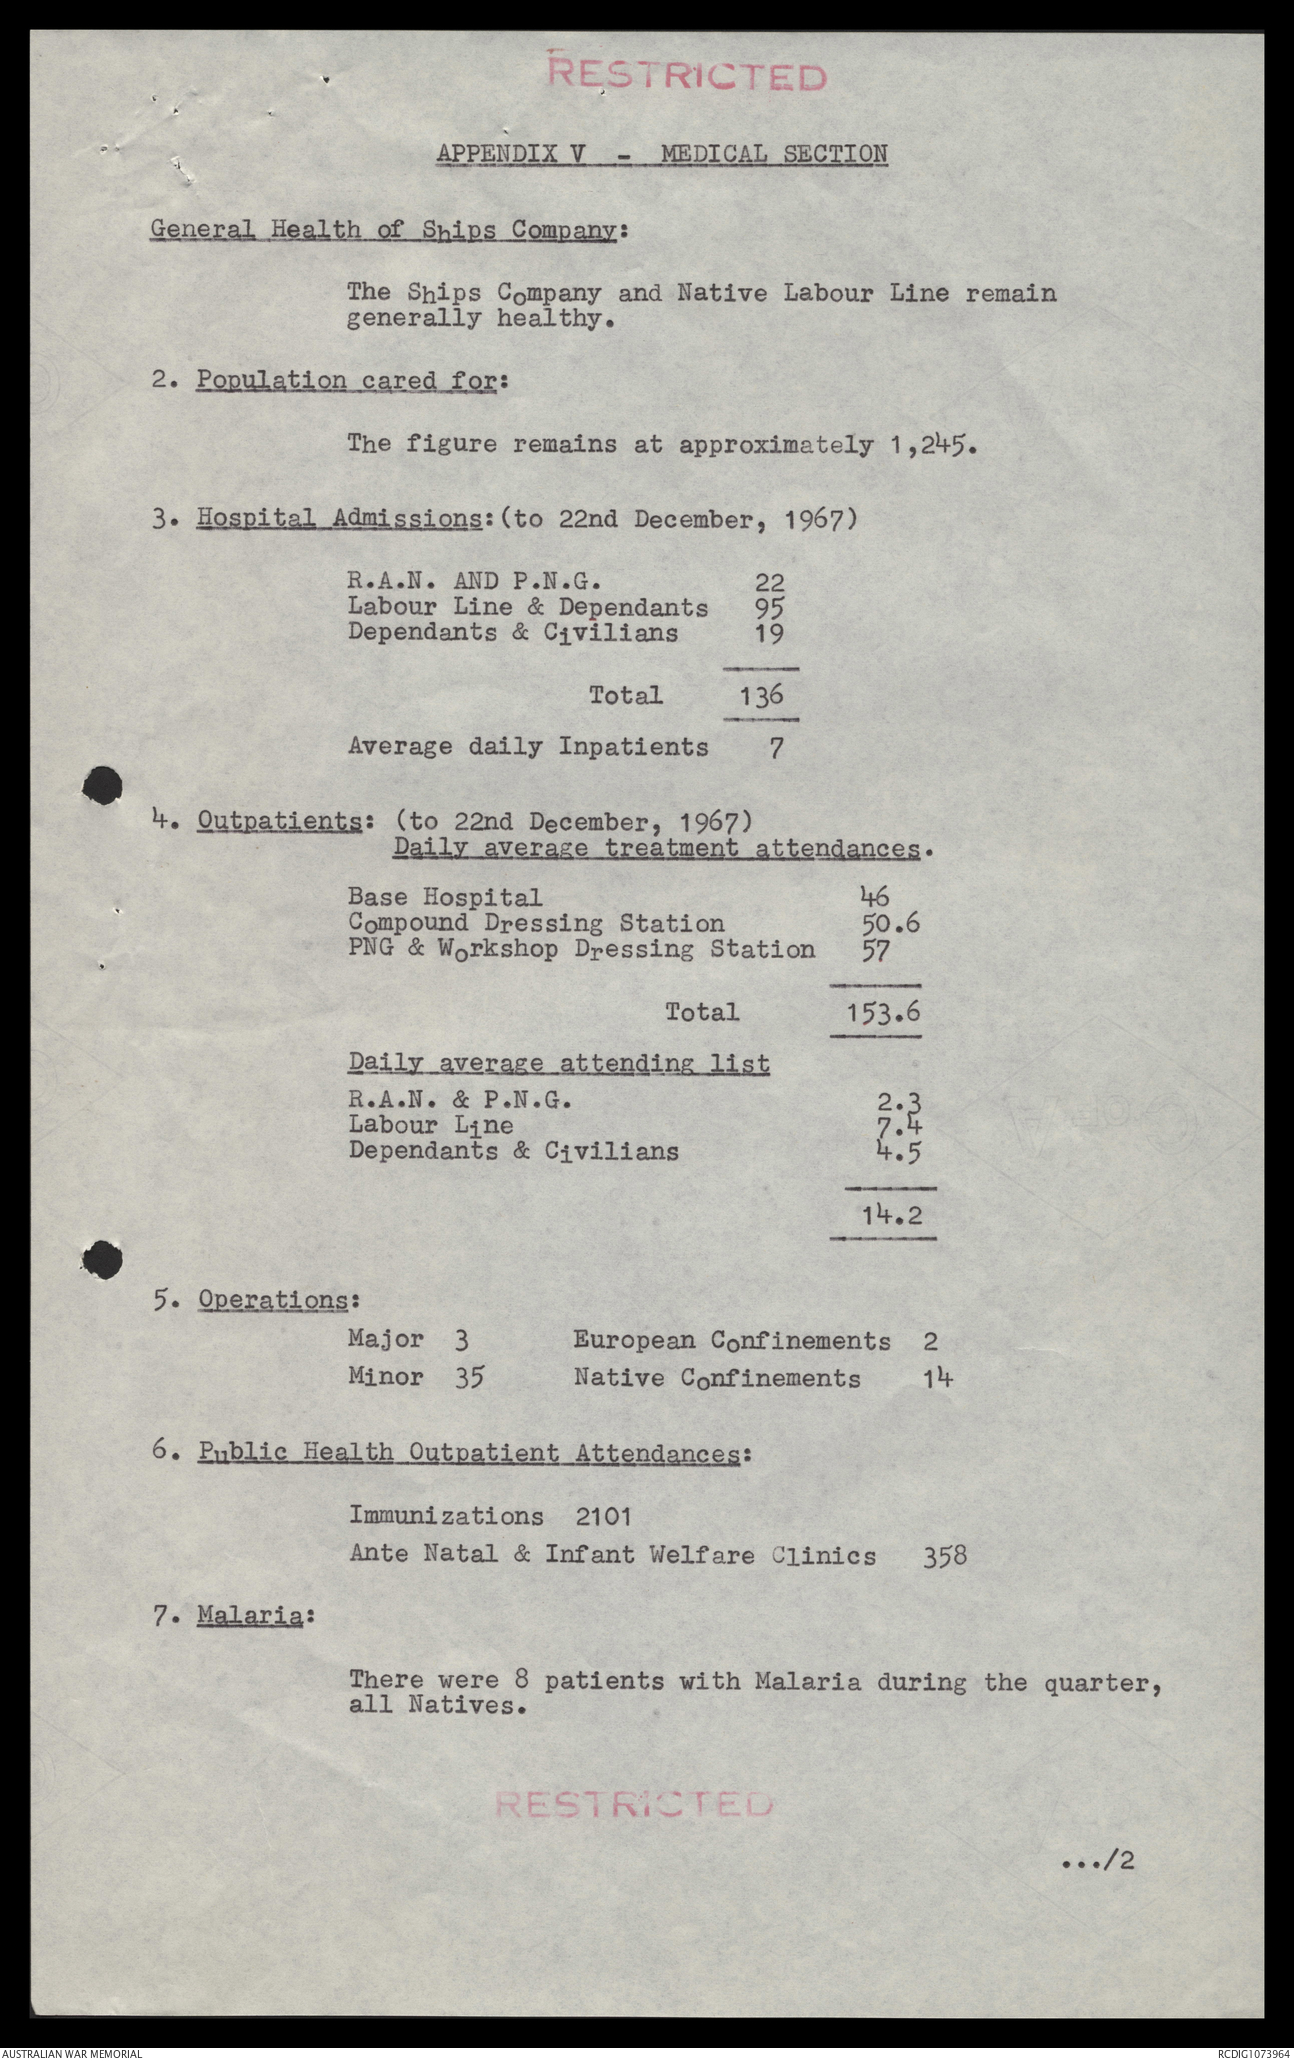 RESTRICTED
APPENDIX V - MEDICAL SECTION
General Health of Ships Company:
The Ships Company and Native Labour Line remain
generally healthy.
2. Population cared for:
The figure remains at approximately 1,245.
3. Hospital Admissions:(to 22nd December, 1967)
R.A.N. AND P.N.G. 22
Labour Line & Dependants 95
Dependants & Civilians 19
Total 136
Average daily Inpatients 7
4. Outpatients: (to 22nd December, 1967)
Daily average treatment attendances.
Base Hospital 46
Compound Dressing Station 50.6
PNG & Workshop Dressing Station 57
Total 153.6
Daily average attending list
R.A.N. & P.N.G. 2.3
Labour Line 7.4
Dependants & Civilians 4.5
14.2
5. Operations:
Major 3 European Confinements 2
Minor 35 Native Confinements 14
6. Public Health Outpatient Attendances:
Immunizations 2101
Ante Natal & Infant Welfare Clinics 358
7. Malaria:
There were 8 patients with Malaria during the quarter,
all Natives.
RESTRICTED
.../2
AUSTRALIAN WAR MEMORIAL RCDIG1073964